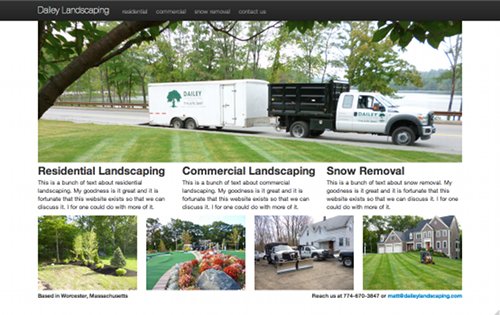 Dailey Landscaping residential commercial snow removal contact us
DAILEY
Residential Landscaping
This is a bunch of text about residential
landscaping. My goodness is it great and it is
fortunate that this website exists so that we can
discuss it. I for one could do with more of it.
Commercial Landscaping
This is a bunch of text about commercial
landscaping. My goodness is it great and it is
fortunate that this website exists so that we can
discuss it. I for one could do with more of it.
Snow Removal
This is a bunch of text about snow removal. My
goodness is it great and it is fortunate that this
website exists so that we can discuss it. I for one
could do with more of it.
Based in Worcester, Massachusetts
Reach us at 774-670-3847 or matt@daileylandscaping.com